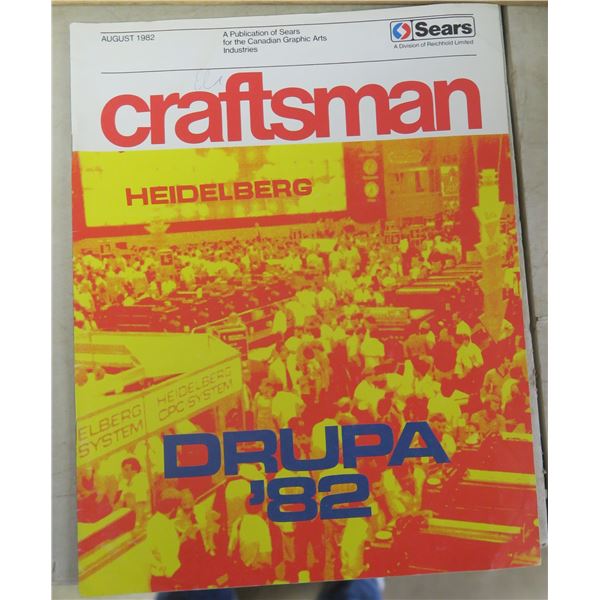 AUGUST 1982
A Publication of Sears
for the Canadian Graphic Arts
Industries
Sears
A Division of Reichhold Limited
craftsman
HEIDELBERG
HEIDELBERG
CPC SYSTEM
ELBERG
SYSTEM
DRUPA
'82